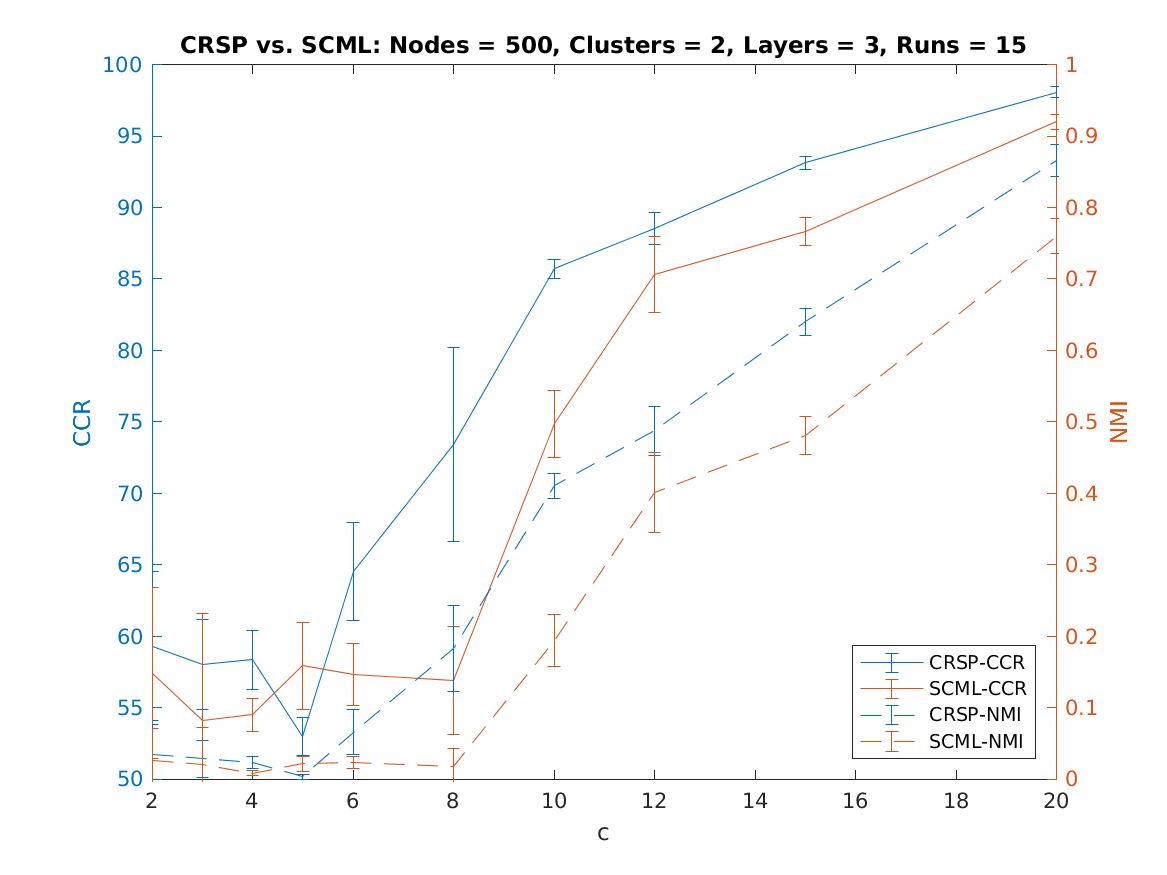 CRSP vs. SCML: Nodes = 500, Clusters = 2, Layers = 3, Runs = 15
100
95
90
85
80
75
70
65
60
55
50
CCR
1
0.9
0.8
0.7
0.6
0.5
0.4
0.3
0.2
0.1
0
NMI
CRSP-CCR
SCML-CCR
CRSP-NMI
SCML-NMI
2 4 6 8 10 12 14 16 18 20
c